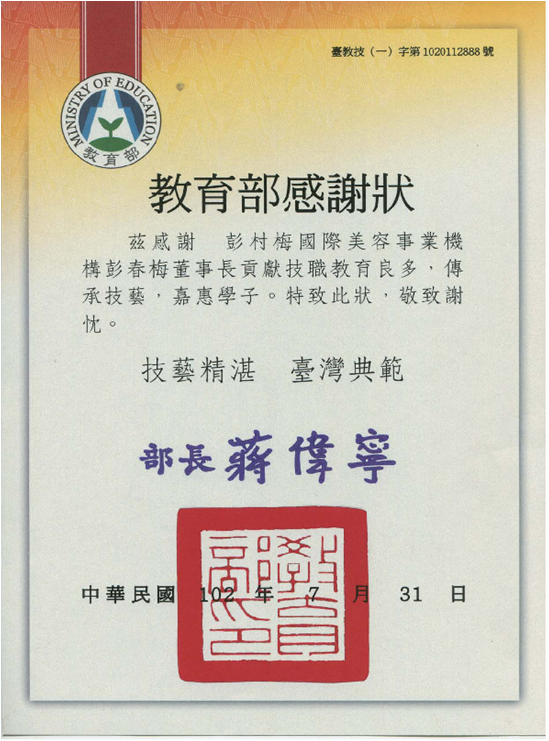 臺教技（一）字第1020112888號
MINISTRY OF EDUCATION
教育部
教育部感謝狀
茲感謝　彭村梅國際美容事業機
構彭春梅董事長貢獻技職教育良多，傳
承技藝，嘉惠學子。特致此狀，敬致謝
忱。
技藝精湛　臺灣典範
部長 蔣偉寧
中華民國 102 年 7 月 31 日
教育部印